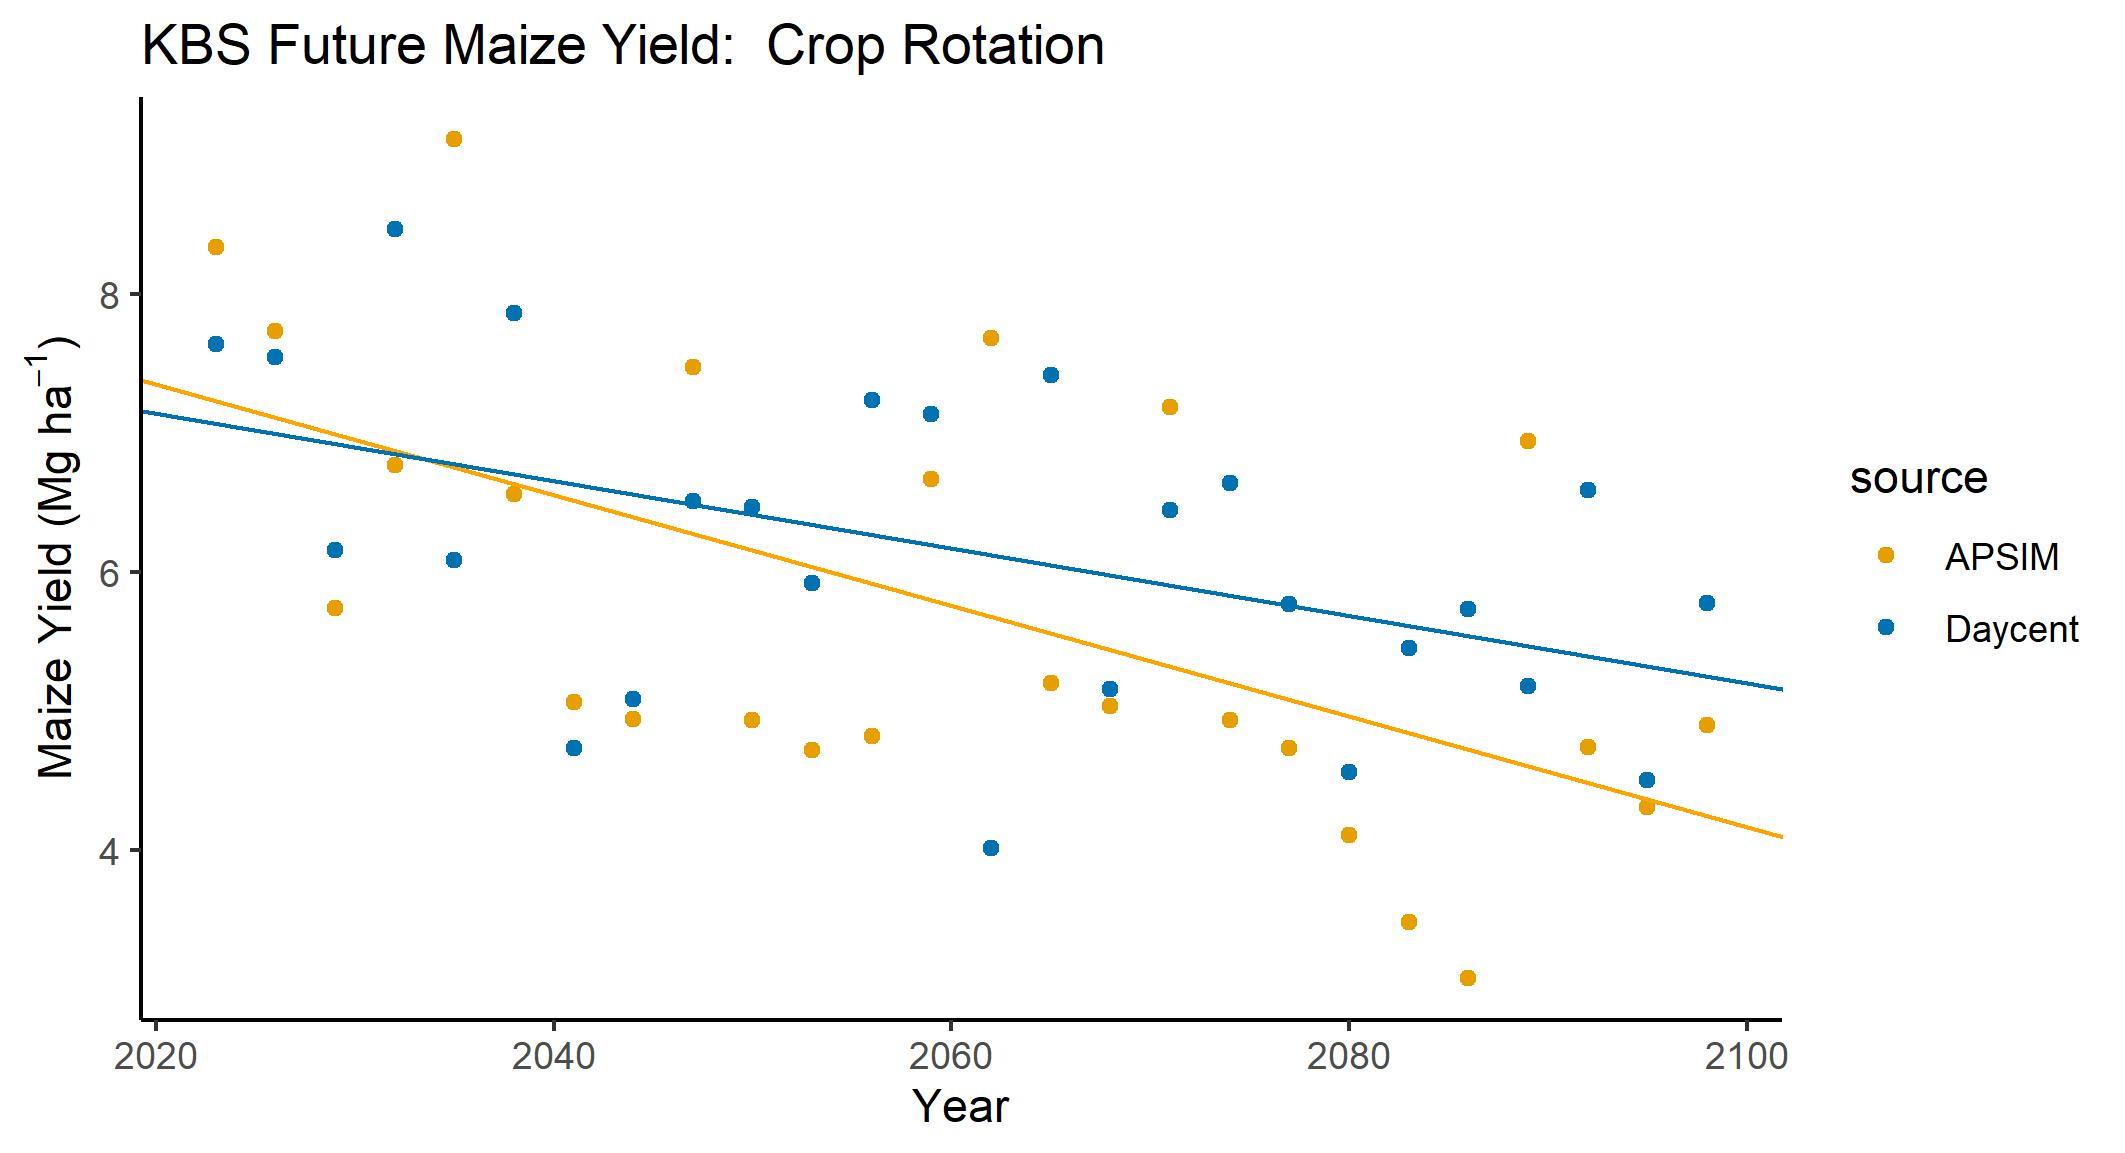 KBS Future Maize Yield:  Crop Rotation
Maize Yield (Mg ha⁻¹)
8
6
4
2020 2040 2060 2080 2100
Year
source
APSIM
Daycent